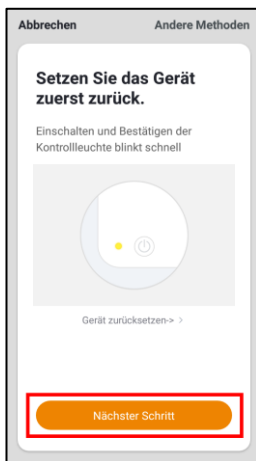 Abbrechen Andere Methoden
Setzen Sie das Gerät
zuerst zurück.
Einschalten und Bestätigen der
Kontrollleuchte blinkt schnell
Gerät zurücksetzen-> >
Nächster Schritt